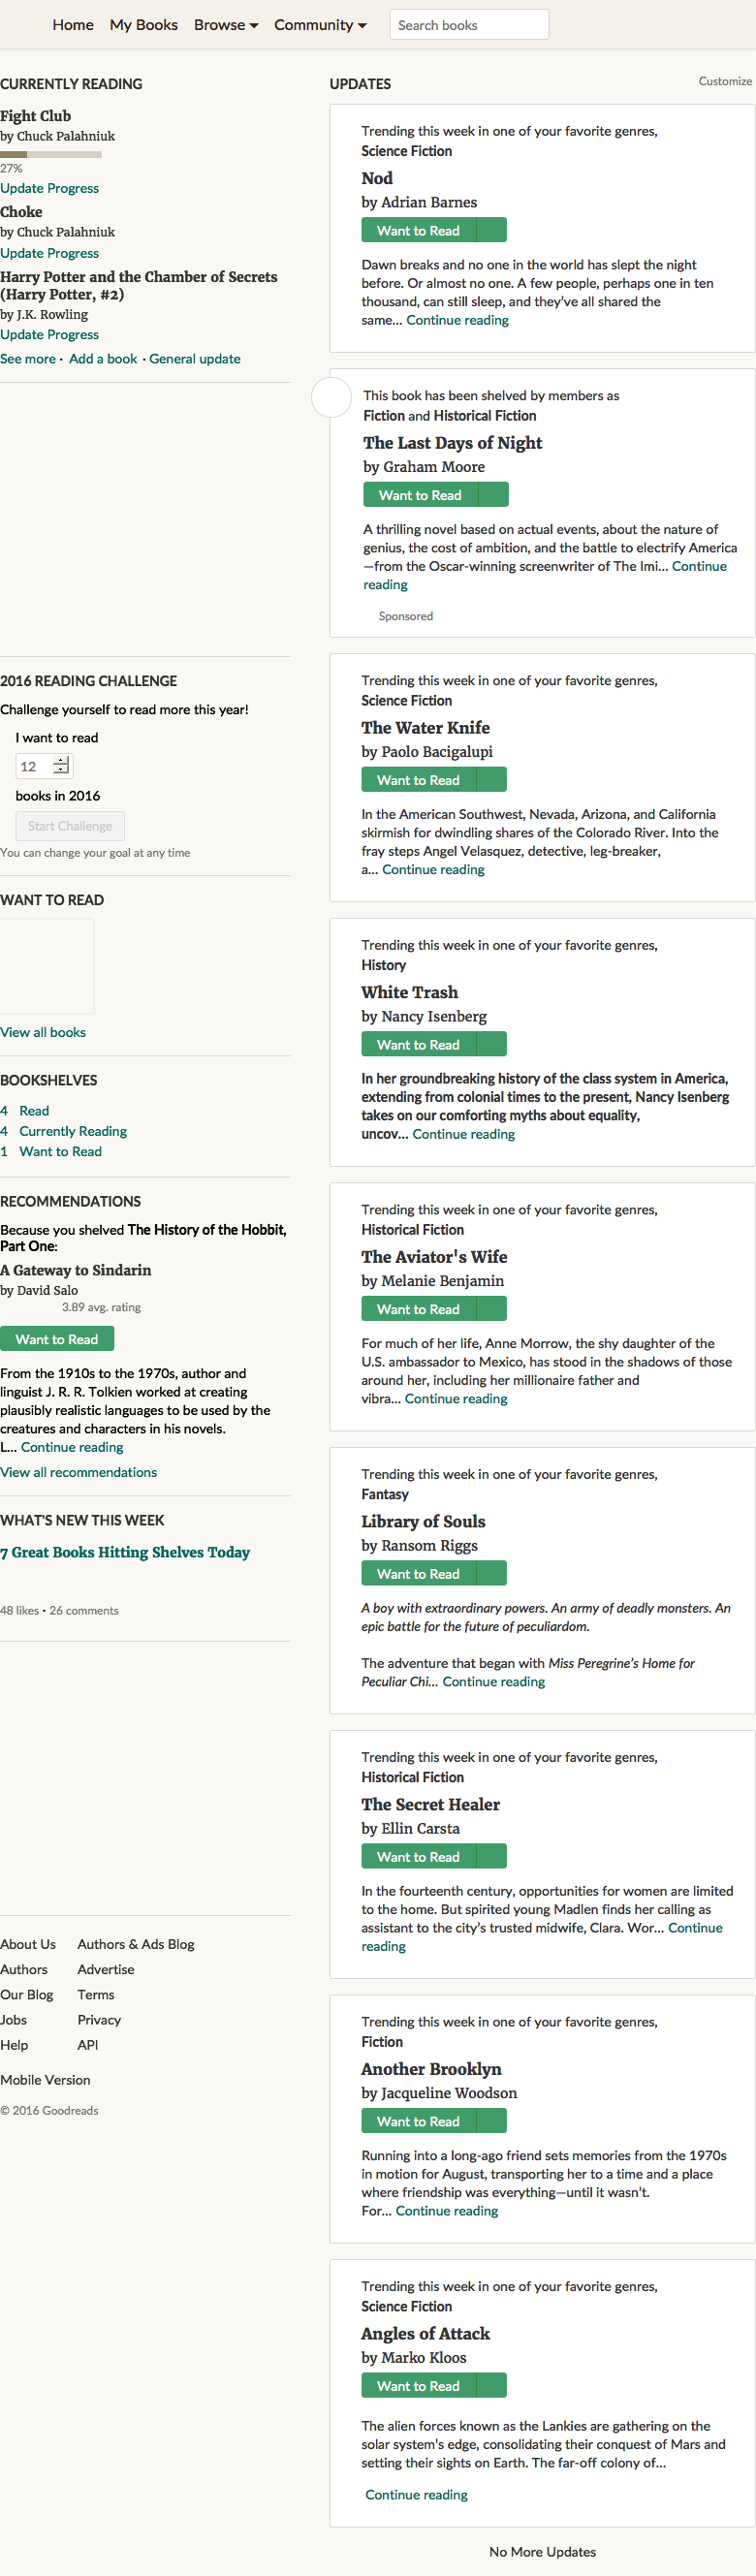 Home My Books Browse Community Search books
CURRENTLY READING
Fight Club
by Chuck Palahniuk
27%
Update Progress
Choke
by Chuck Palahniuk
Update Progress
Harry Potter and the Chamber of Secrets
(Harry Potter, #2)
by J.K. Rowling
Update Progress
See more · Add a book · General update
2016 READING CHALLENGE
Challenge yourself to read more this year!
I want to read
12
books in 2016
Start Challenge
You can change your goal at any time
WANT TO READ
View all books
BOOKSHELVES
4 Read
4 Currently Reading
1 Want to Read
RECOMMENDATIONS
Because you shelved The History of the Hobbit,
Part One:
A Gateway to Sindarin
by David Salo
3.89 avg. rating
Want to Read
From the 1910s to the 1970s, author and
linguist J. R. R. Tolkien worked at creating
plausibly realistic languages to be used by the
creatures and characters in his novels.
L... Continue reading
View all recommendations
WHAT'S NEW THIS WEEK
7 Great Books Hitting Shelves Today
48 likes • 26 comments
About Us Authors & Ads Blog
Authors Advertise
Our Blog Terms
Jobs Privacy
Help API
Mobile Version
© 2016 Goodreads
UPDATES Customize
Trending this week in one of your favorite genres,
Science Fiction
Nod
by Adrian Barnes
Want to Read
Dawn breaks and no one in the world has slept the night
before. Or almost no one. A few people, perhaps one in ten
thousand, can still sleep, and they've all shared the
same... Continue reading
This book has been shelved by members as
Fiction and Historical Fiction
The Last Days of Night
by Graham Moore
Want to Read
A thrilling novel based on actual events, about the nature of
genius, the cost of ambition, and the battle to electrify America
—from the Oscar-winning screenwriter of The Imi... Continue
reading
Sponsored
Trending this week in one of your favorite genres,
Science Fiction
The Water Knife
by Paolo Bacigalupi
Want to Read
In the American Southwest, Nevada, Arizona, and California
skirmish for dwindling shares of the Colorado River. Into the
fray steps Angel Velasquez, detective, leg-breaker,
a... Continue reading
Trending this week in one of your favorite genres,
History
White Trash
by Nancy Isenberg
Want to Read
In her groundbreaking history of the class system in America,
extending from colonial times to the present, Nancy Isenberg
takes on our comforting myths about equality,
uncov... Continue reading
Trending this week in one of your favorite genres,
Historical Fiction
The Aviator's Wife
by Melanie Benjamin
Want to Read
For much of her life, Anne Morrow, the shy daughter of the
U.S. ambassador to Mexico, has stood in the shadows of those
around her, including her millionaire father and
vibra... Continue reading
Trending this week in one of your favorite genres,
Fantasy
Library of Souls
by Ransom Riggs
Want to Read
A boy with extraordinary powers. An army of deadly monsters. An
epic battle for the future of peculiardom.
The adventure that began with Miss Peregrine's Home for
Peculiar Chi... Continue reading
Trending this week in one of your favorite genres,
Historical Fiction
The Secret Healer
by Ellin Carsta
Want to Read
In the fourteenth century, opportunities for women are limited
to the home. But spirited young Madlen finds her calling as
assistant to the city's trusted midwife, Clara. Wor... Continue
reading
Trending this week in one of your favorite genres,
Fiction
Another Brooklyn
by Jacqueline Woodson
Want to Read
Running into a long-ago friend sets memories from the 1970s
in motion for August, transporting her to a time and a place
where friendship was everything—until it wasn't.
For... Continue reading
Trending this week in one of your favorite genres,
Science Fiction
Angles of Attack
by Marko Kloos
Want to Read
The alien forces known as the Lankies are gathering on the
solar system's edge, consolidating their conquest of Mars and
setting their sights on Earth. The far-off colony of...
Continue reading
No More Updates